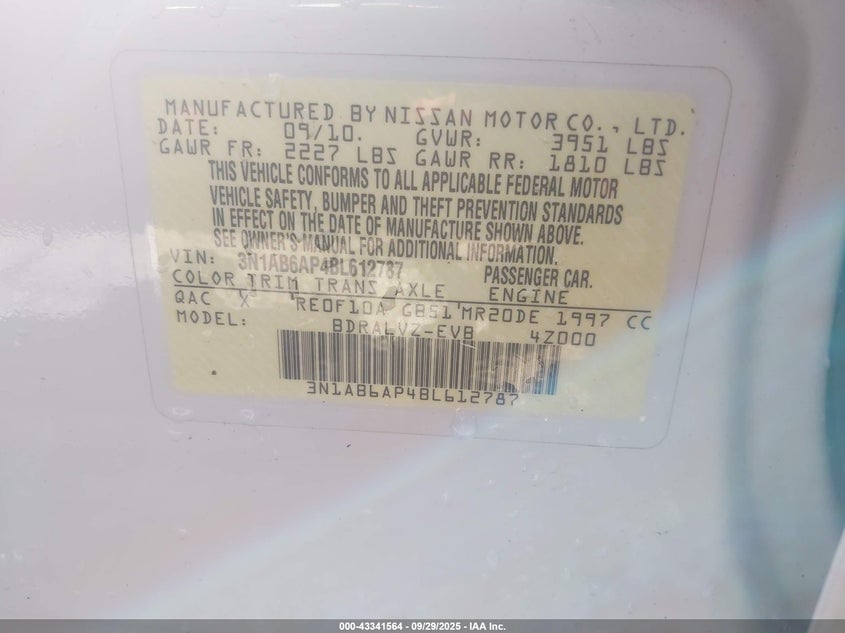 MANUFACTURED BY NISSAN MOTOR CO., LTD.
DATE: 09/10. GVWR: 3951 LBS
GAWR FR: 2227 LBS GAWR RR: 1810 LBS
THIS VEHICLE CONFORMS TO ALL APPLICABLE FEDERAL MOTOR
VEHICLE SAFETY, BUMPER AND THEFT PREVENTION STANDARDS
IN EFFECT ON THE DATE OF MANUFACTURE SHOWN ABOVE.
SEE OWNER'S MANUAL FOR ADDITIONAL INFORMATION.
VIN: 3N1AB6AP4BL612787 PASSENGER CAR.
COLOR TRIM TRANS AXLE ENGINE
QAC X RE0F10A GB51 MR20DE 1997 CC
MODEL: BDRALVZ-EVB 4Z000
3N1AB6AP4BL612787
000-43341564 | 09/29/2025 - IAA Inc.